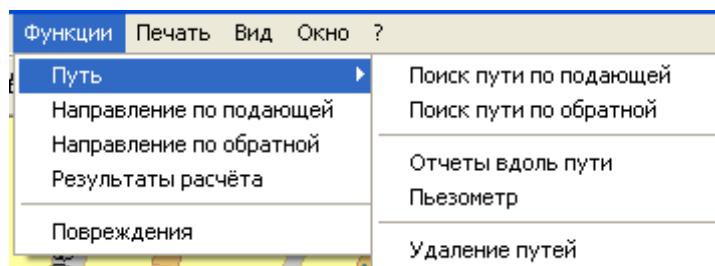 Функции Печать Вид Окно ?
Путь
Направление по подающей
Направление по обратной
Результаты расчёта
Повреждения
Поиск пути по подающей
Поиск пути по обратной
Отчеты вдоль пути
Пьезометр
Удаление путей